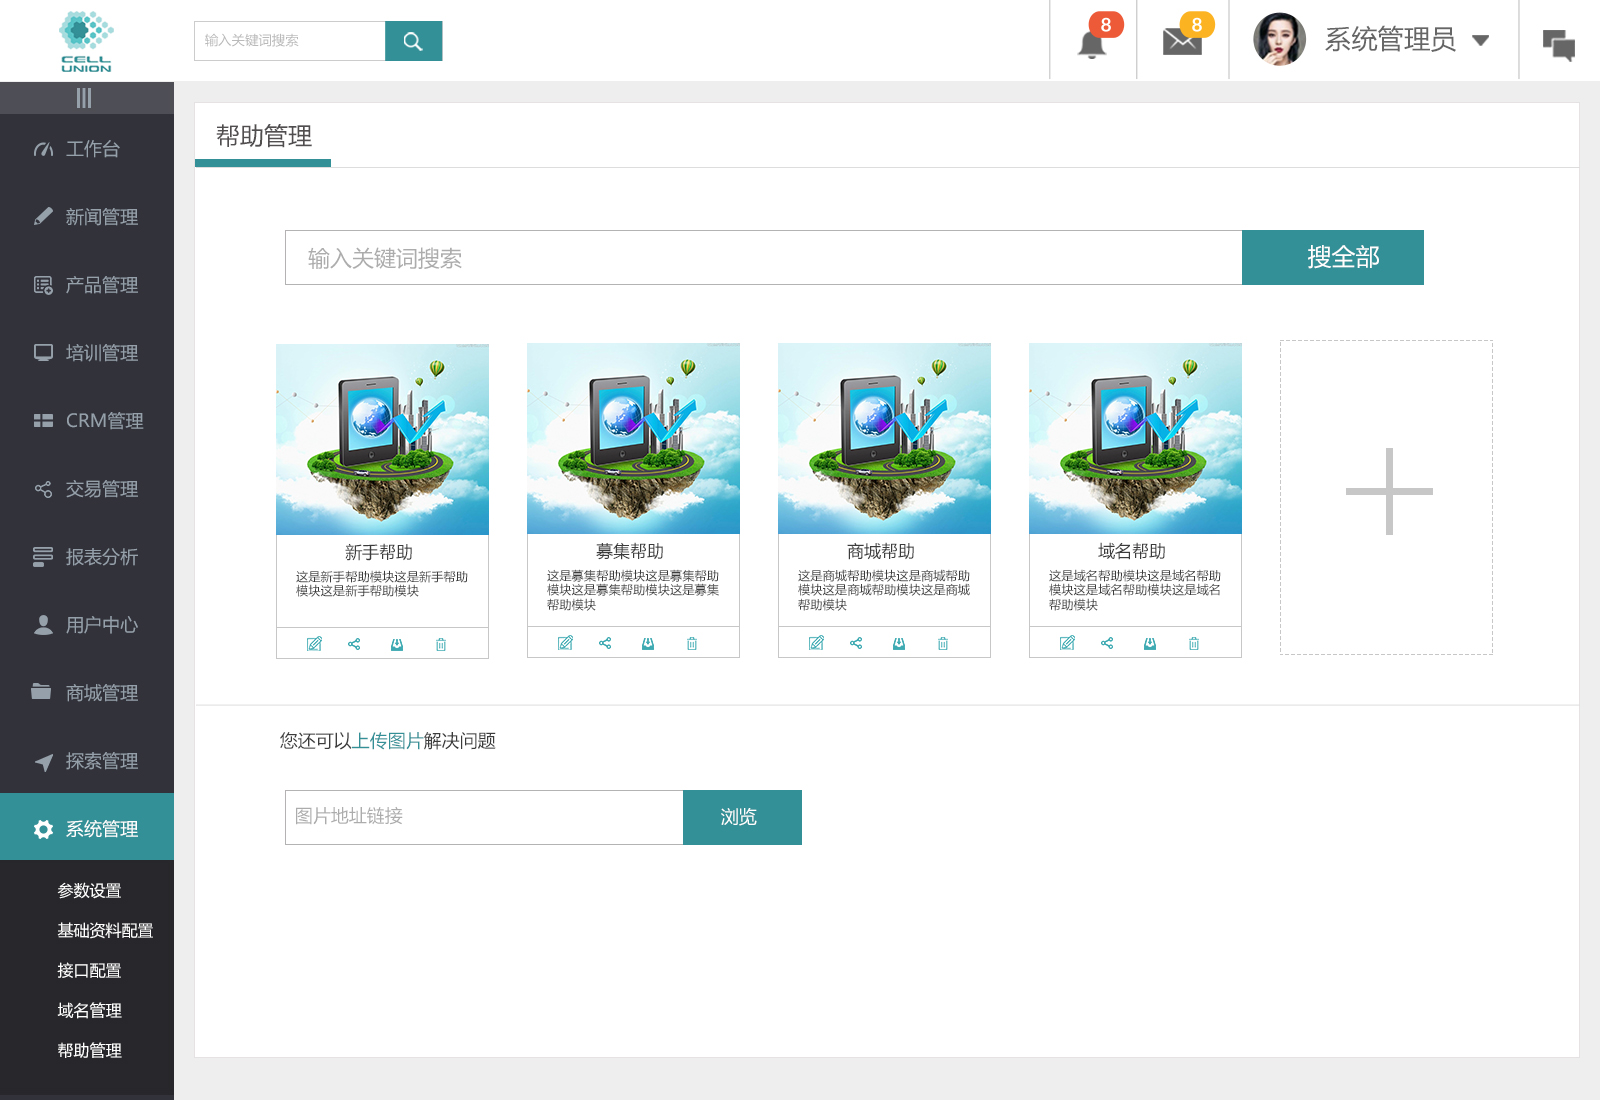 CELL
UNION
输入关键词搜索
8
8
系统管理员
工作台
新闻管理
产品管理
培训管理
CRM管理
交易管理
报表分析
用户中心
商城管理
探索管理
系统管理
参数设置
基础资料配置
接口配置
域名管理
帮助管理
帮助管理
输入关键词搜索
搜全部
新手帮助
这是新手帮助模块这是新手帮助
模块这是新手帮助模块
募集帮助
这是募集帮助模块这是募集帮助
模块这是募集帮助模块这是募集
帮助模块
商城帮助
这是商城帮助模块这是商城帮助
模块这是商城帮助模块这是商城
帮助模块
域名帮助
这是域名帮助模块这是域名帮助
模块这是域名帮助模块这是域名
帮助模块
您还可以上传图片解决问题
图片地址链接
浏览